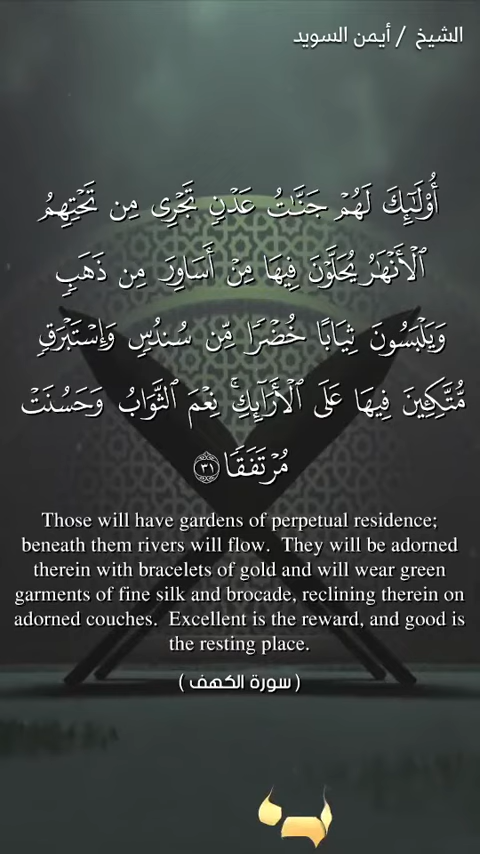 الشيخ / أيمن السويد
أُوْلَٰٓئِكَ لَهُمْ جَنَّٰتُ عَدْنٖ تَجْرِي مِن تَحْتِهِمُ
ٱلْأَنْهَٰرُ يُحَلَّوْنَ فِيهَا مِنْ أَسَاوِرَ مِن ذَهَبٖ
وَيَلْبَسُونَ ثِيَابًا خُضْرٗا مِّن سُندُسٖ وَإِسْتَبْرَقٖ
مُّتَّكِـِٔينَ فِيهَا عَلَى ٱلْأَرَآئِكِۚ نِعْمَ ٱلثَّوَابُ وَحَسُنَتْ
مُرْتَفَقٗا ٣١
Those will have gardens of perpetual residence;
beneath them rivers will flow. They will be adorned
therein with bracelets of gold and will wear green
garments of fine silk and brocade, reclining therein on
adorned couches. Excellent is the reward, and good is
the resting place.
( سورة الكهف )